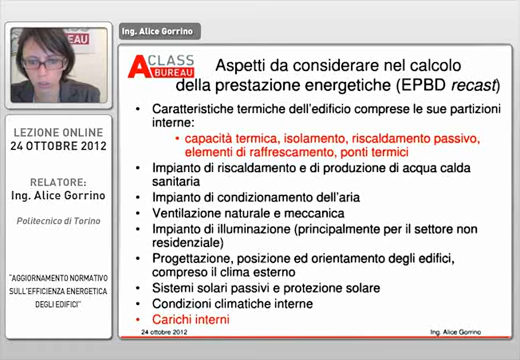 Ing. Alice Gorrino
BUREAU
LEZIONE ONLINE
24 OTTOBRE 2012
RELATORE:
Ing. Alice Gorrino
Politecnico di Torino
"AGGIORNAMENTO NORMATIVO
SULL'EFFICIENZA ENERGETICA
DEGLI EDIFICI"
A CLASS
BUREAU
Aspetti da considerare nel calcolo
della prestazione energetiche (EPBD recast)
• Caratteristiche termiche dell'edificio comprese le sue partizioni
interne:
• capacità termica, isolamento, riscaldamento passivo,
elementi di raffrescamento, ponti termici
• Impianto di riscaldamento e di produzione di acqua calda
sanitaria
• Impianto di condizionamento dell'aria
• Ventilazione naturale e meccanica
• Impianto di illuminazione (principalmente per il settore non
residenziale)
• Progettazione, posizione ed orientamento degli edifici,
compreso il clima esterno
• Sistemi solari passivi e protezione solare
• Condizioni climatiche interne
• Carichi interni
24 ottobre 2012
Ing. Alice Gorrino